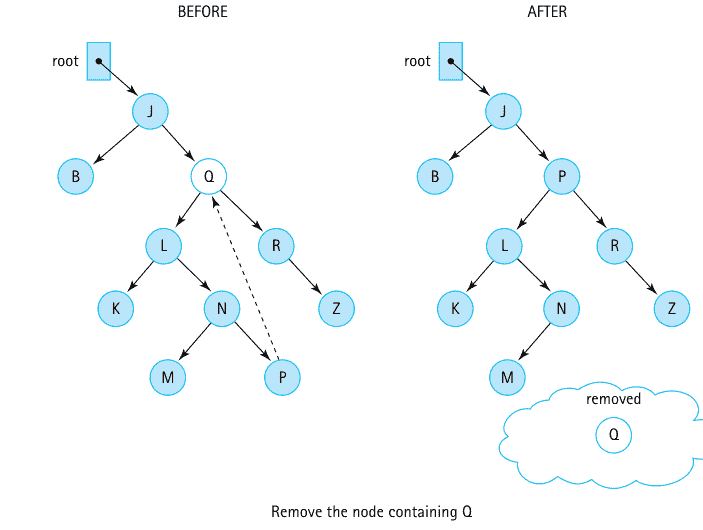 BEFORE
AFTER
root
root
J
J
B
Q
B
P
L
R
L
R
K
N
Z
K
N
Z
M
P
M
removed
Q
Remove the node containing Q